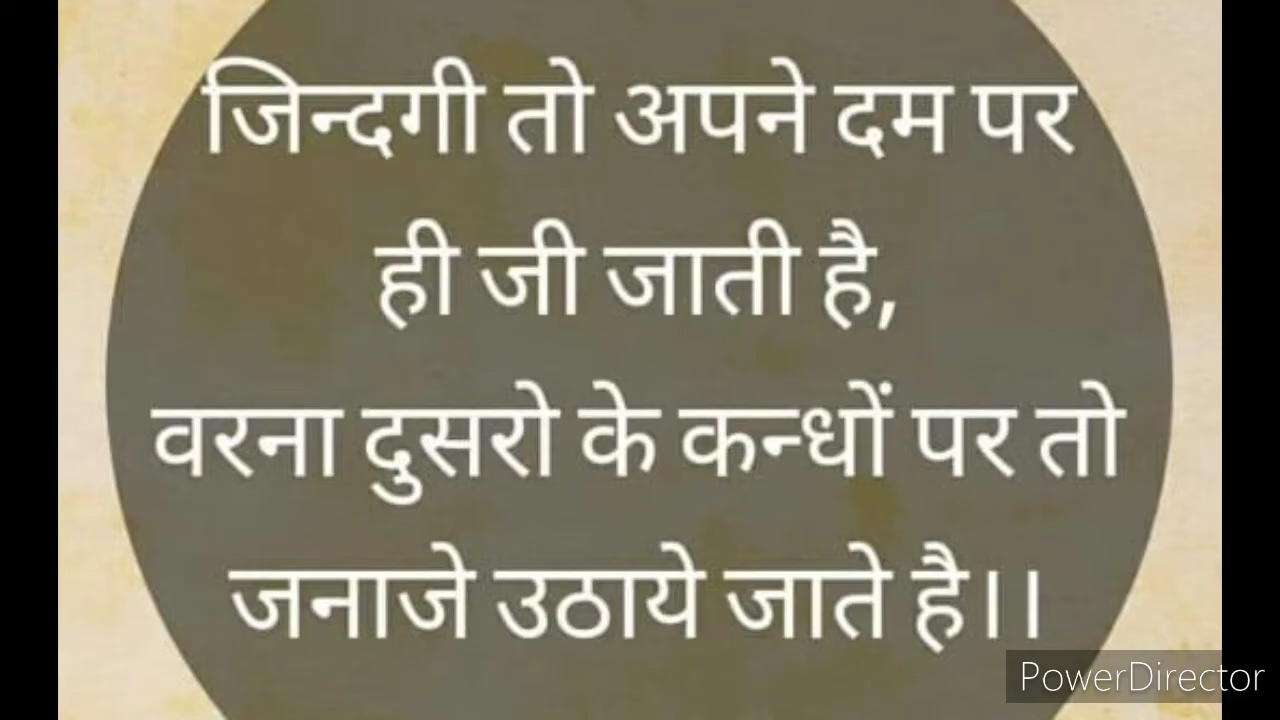 जिन्दगी तो अपने दम पर
ही जी जाती है,
वरना दुसरो के कन्धों पर तो
जनाजे उठाये जाते है।।
PowerDirector